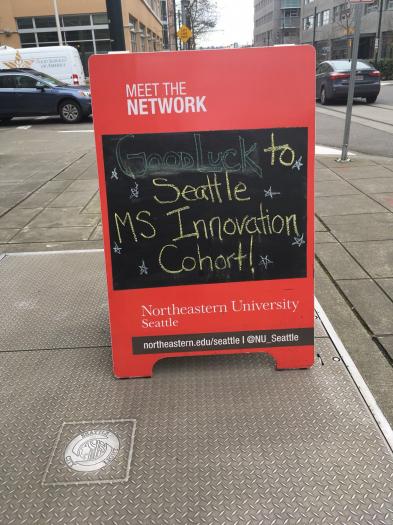 MEET THE
NETWORK
Good Luck to
Seattle
MS Innovation
Cohort!
Northeastern University
Seattle
northeastern.edu/seattle | @NU_Seattle